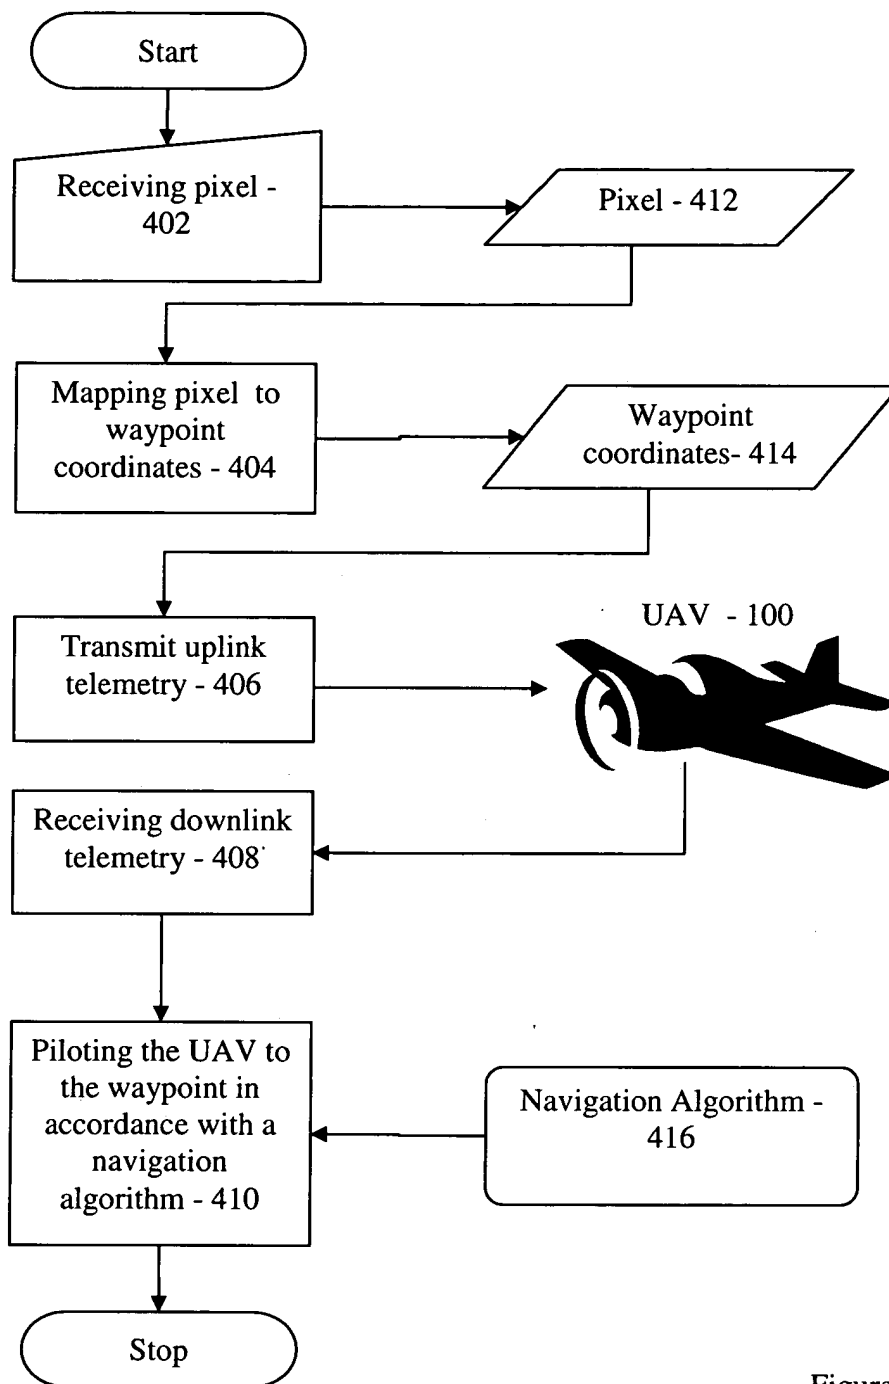 Start
Receiving pixel -
402
Pixel - 412
Mapping pixel to
waypoint
coordinates - 404
Waypoint
coordinates- 414
UAV - 100
Transmit uplink
telemetry - 406
Receiving downlink
telemetry - 408
Piloting the UAV to
the waypoint in
accordance with a
navigation
algorithm - 410
Navigation Algorithm -
416
Stop
Figure